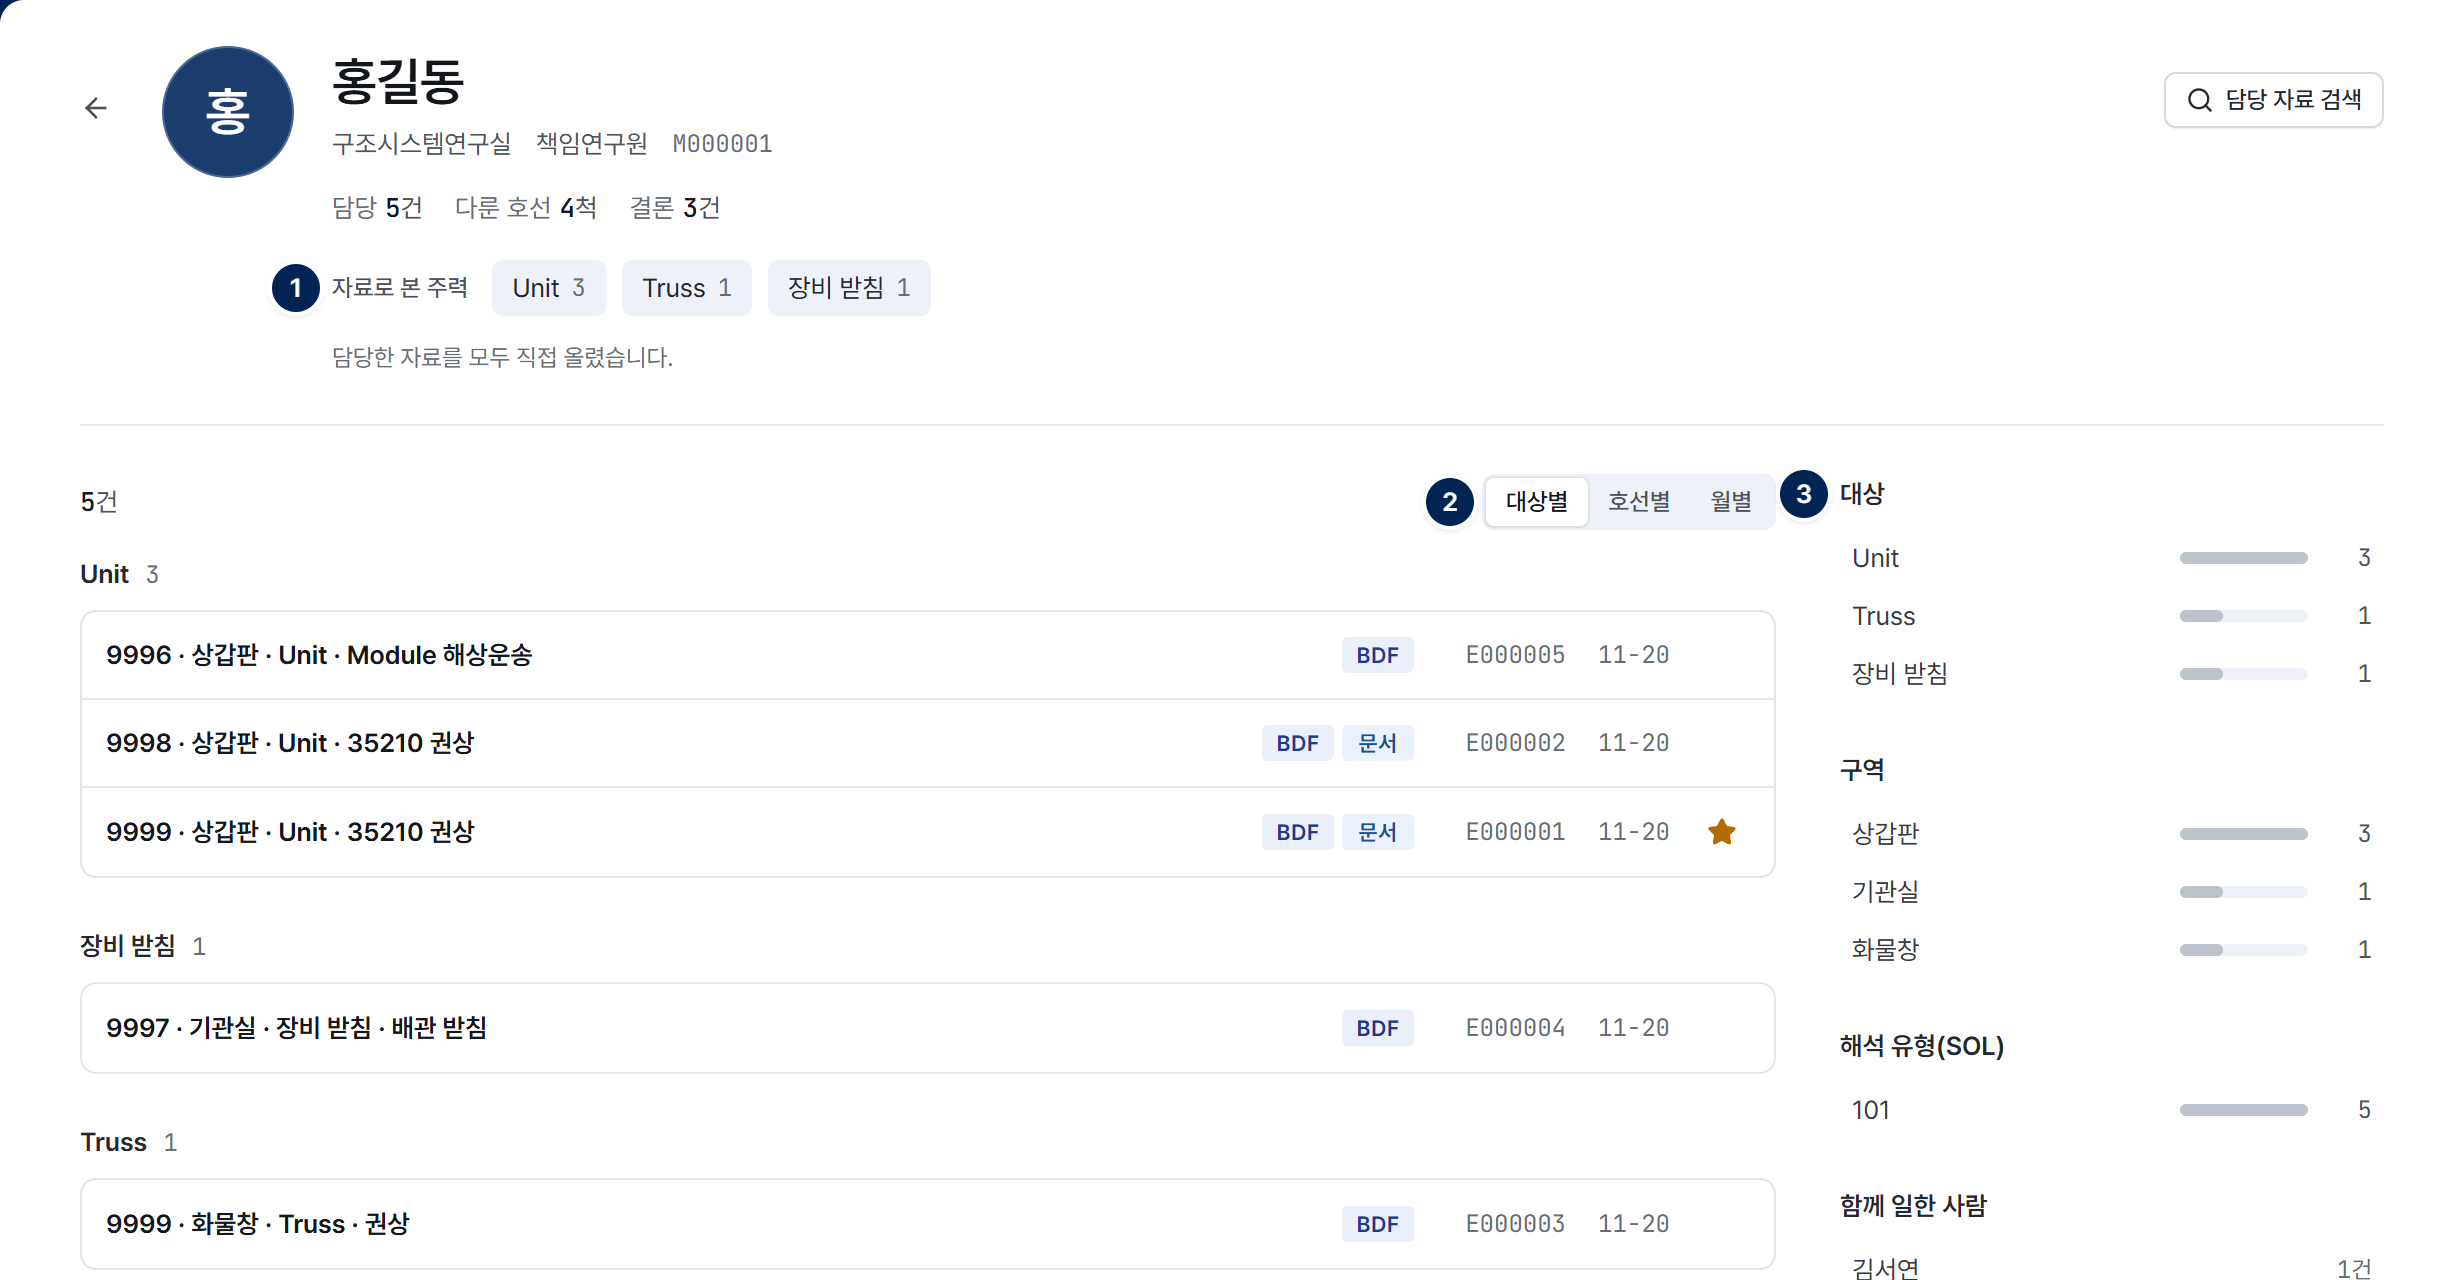 홍
홍길동
구조시스템연구실 책임연구원 M000001
담당 5건 다룬 호선 4척 결론 3건
담당 자료 검색
1 자료로 본 주력 Unit 3 Truss 1 장비 받침 1
담당한 자료를 모두 직접 올렸습니다.
5건
2 대상별 호선별 월별
Unit 3
9996 · 상갑판 · Unit · Module 해상운송 BDF E000005 11-20
9998 · 상갑판 · Unit · 35210 권상 BDF 문서 E000002 11-20
9999 · 상갑판 · Unit · 35210 권상 BDF 문서 E000001 11-20
장비 받침 1
9997 · 기관실 · 장비 받침 · 배관 받침 BDF E000004 11-20
Truss 1
9999 · 화물창 · Truss · 권상 BDF E000003 11-20
3 대상
Unit 3
Truss 1
장비 받침 1
구역
상갑판 3
기관실 1
화물창 1
해석 유형(SOL)
101 5
함께 일한 사람
김서연 1건